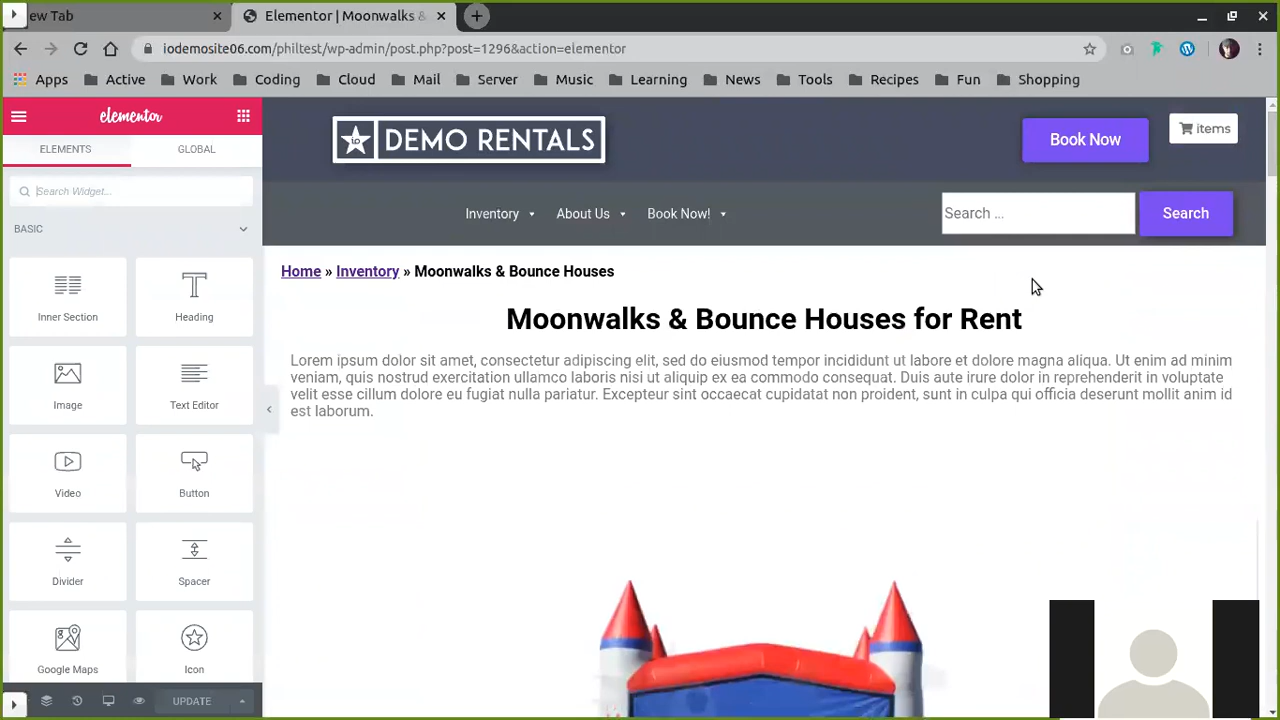 ew Tab
Elementor | Moonwalks &
iodemosite06.com/philtest/wp-admin/post.php?post=1296&action=elementor
Apps Active Work Coding Cloud Mail Server Music Learning News Tools Recipes Fun Shopping
elementor
ELEMENTS GLOBAL
Search Widget...
BASIC
Inner Section Heading
Image Text Editor
Video Button
Divider Spacer
Google Maps Icon
UPDATE
iO DEMO RENTALS
Book Now
items
Inventory About Us Book Now!
Search ...
Search
Home » Inventory » Moonwalks & Bounce Houses
Moonwalks & Bounce Houses for Rent
Lorem ipsum dolor sit amet, consectetur adipiscing elit, sed do eiusmod tempor incididunt ut labore et dolore magna aliqua. Ut enim ad minim
veniam, quis nostrud exercitation ullamco laboris nisi ut aliquip ex ea commodo consequat. Duis aute irure dolor in reprehenderit in voluptate
velit esse cillum dolore eu fugiat nulla pariatur. Excepteur sint occaecat cupidatat non proident, sunt in culpa qui officia deserunt mollit anim id
est laborum.